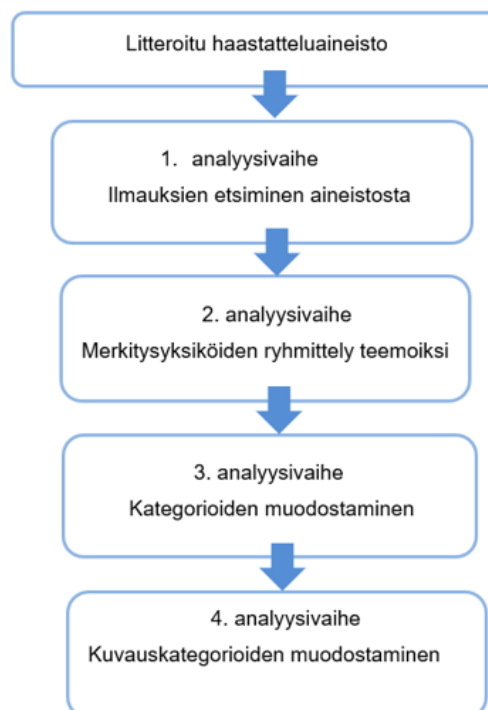 Litteroitu haastatteluaineisto
1. analyysivaihe
Ilmauksien etsiminen aineistosta
2. analyysivaihe
Merkitysyksiköiden ryhmittely teemoiksi
3. analyysivaihe
Kategorioiden muodostaminen
4. analyysivaihe
Kuvauskategorioiden muodostaminen